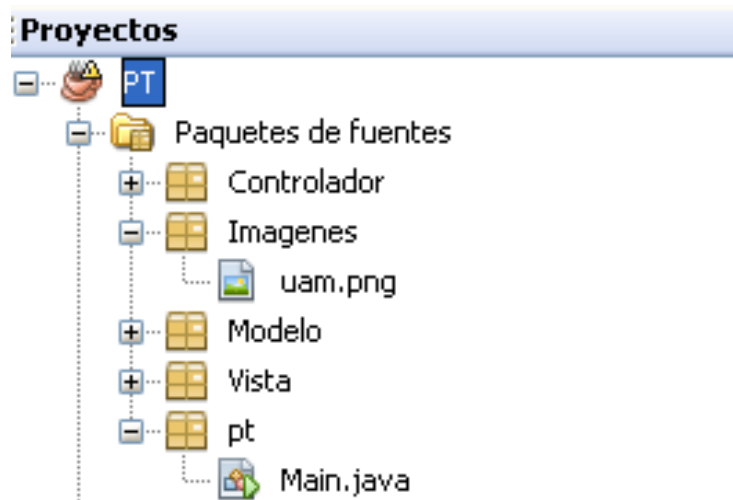 Proyectos
PT
Paquetes de fuentes
Controlador
Imagenes
uam.png
Modelo
Vista
pt
Main.java